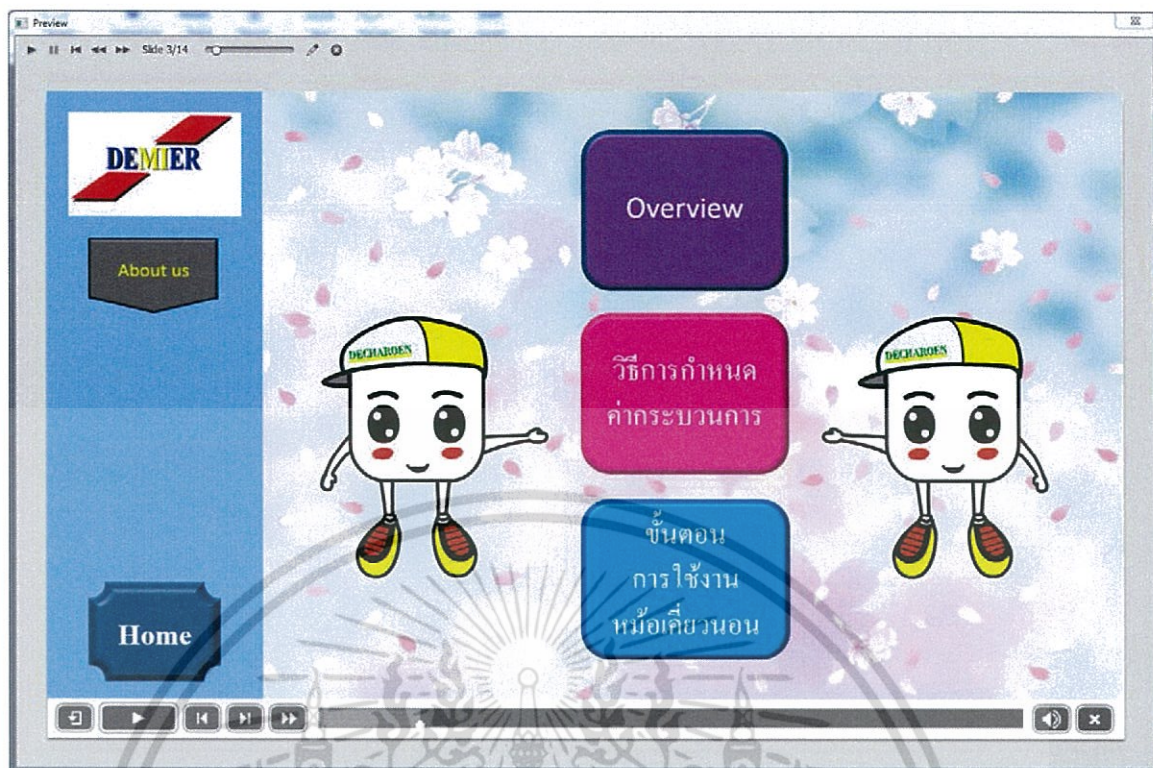 Preview
Slide 3/14
DEMIER
About us
Overview
DECHAROEN
วิธีการกำหนด
ค่ากระบวนการ
DECHAROEN
ขั้นตอน
การใช้งาน
หม้อเคี่ยวนอน
Home